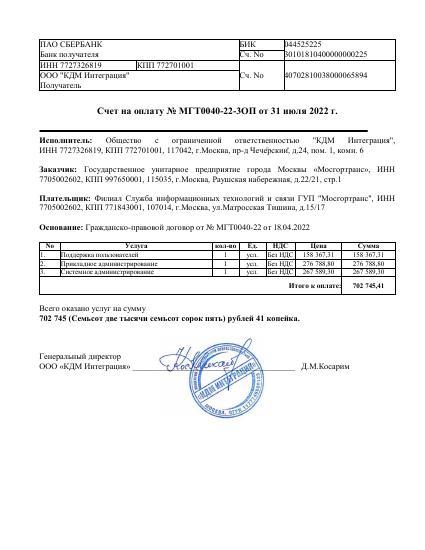 ПАО СБЕРБАНК БИК 044525225
Банк получателя Сч. No 30101810400000000225
ИНН 7727326819 КПП 772701001
ООО "КДМ Интеграция" Сч. No 40702810038000065894
Получатель
Счет на оплату № МГТ0040-22-ЗОП от 31 июля 2022 г.
Исполнитель: Общество с ограниченной ответственностью "КДМ Интеграция",
ИНН 7727326819, КПП 772701001, 117042, г.Москва, пр-д Чечёрский, д.24, пом. 1, комн. 6
Заказчик: Государственное унитарное предприятие города Москвы «Мосгортранс», ИНН
7705002602, КПП 997650001, 115035, г.Москва, Раушская набережная, д.22/21, стр.1
Плательщик: Филиал Служба информационных технологий и связи ГУП "Мосгортранс", ИНН
7705002602, КПП 771843001, 107014, г.Москва, ул.Матросская Тишина, д.15/17
Основание: Гражданско-правовой договор от № МГТ0040-22 от 18.04.2022
No Услуга кол-во Ед. НДС Цена Сумма
1. Поддержка пользователей 1 усл. Без НДС 158 367,31 158 367,31
2. Прикладное администрирование 1 усл. Без НДС 276 788,80 276 788,80
3. Системное администрирование 1 усл. Без НДС 267 589,30 267 589,30
Итого к оплате: 702 745,41
Всего оказано услуг на сумму
702 745 (Семьсот две тысячи семьсот сорок пять) рублей 41 копейка.
Генеральный директор
ООО «КДМ Интеграция» Д.М.Косарим
КДМ ИНТЕГРАЦИЯ
МОСКВА